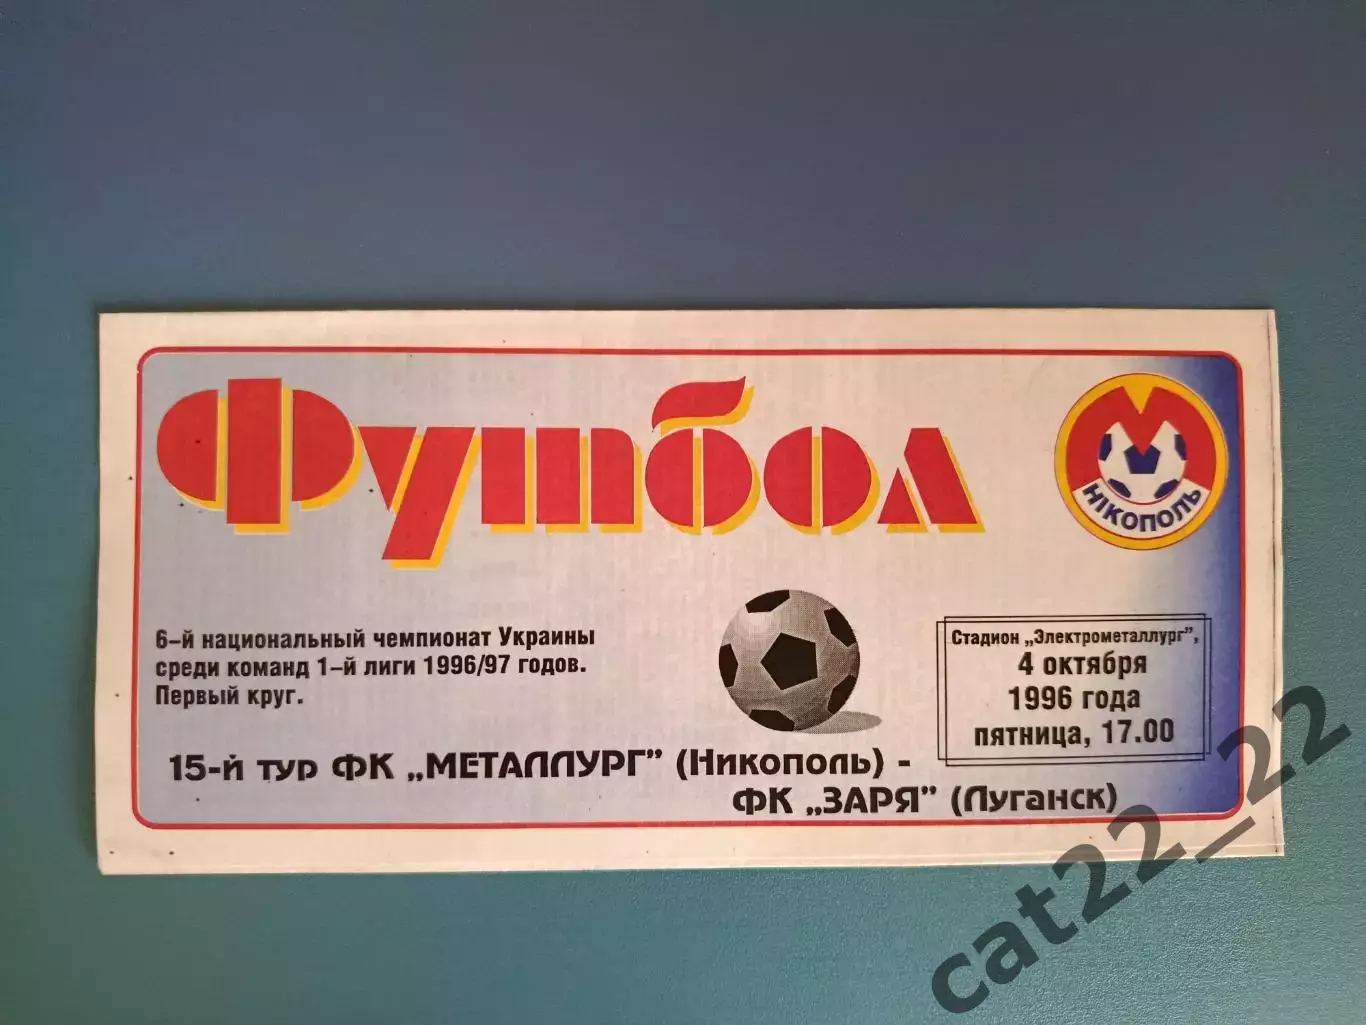 Футбол
НІКОПОЛЬ
6-й национальный чемпионат Украины
среди команд 1-й лиги 1996/97 годов.
Первый круг.
Стадион „Электрометаллург",
4 октября
1996 года
пятница, 17.00
15-й тур ФК „МЕТАЛЛУРГ" (Никополь) -
ФК „ЗАРЯ" (Луганск)
cat22_22